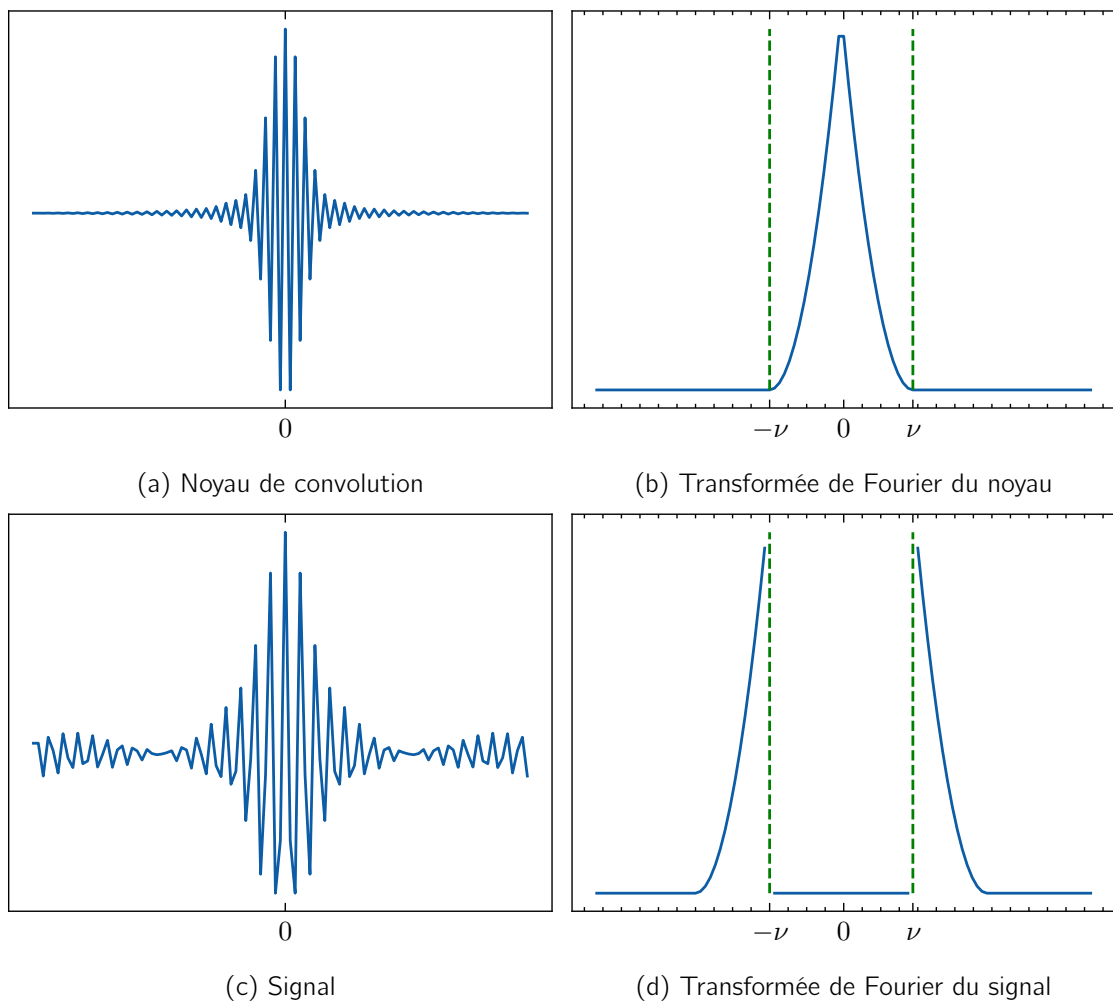 0
−ν 0 ν
(a) Noyau de convolution
(b) Transformée de Fourier du noyau
0
−ν 0 ν
(c) Signal
(d) Transformée de Fourier du signal